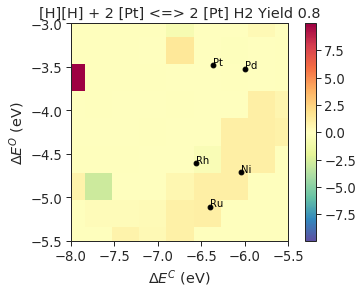 [H][H] + 2 [Pt] <=> 2 [Pt] H2 Yield 0.8
−3.0
−3.5
−4.0
−4.5
−5.0
−5.5
ΔE^O (eV)
Pt
Pd
Rh
Ni
Ru
−8.0 −7.5 −7.0 −6.5 −6.0 −5.5
ΔE^C (eV)
7.5
5.0
2.5
0.0
−2.5
−5.0
−7.5